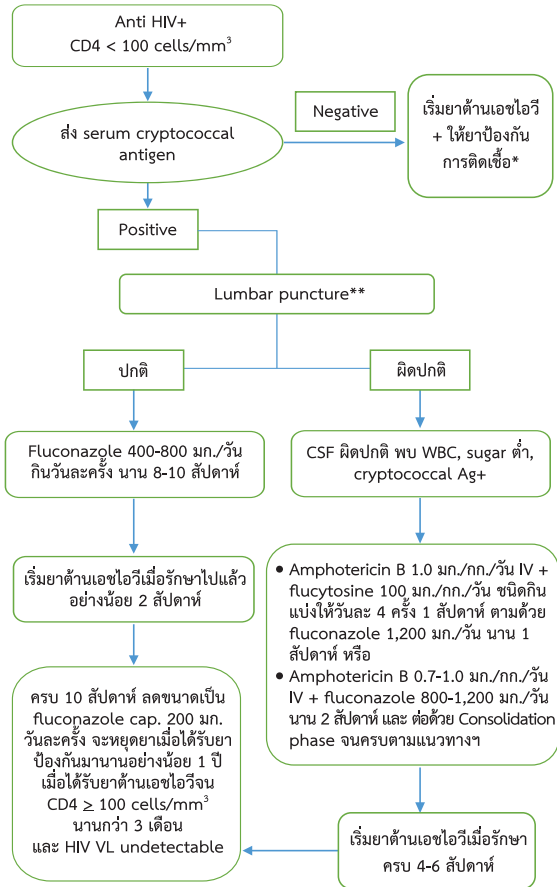 Anti HIV+
CD4 < 100 cells/mm³
ส่ง serum cryptococcal
antigen
Negative
เริ่มยาต้านเอชไอวี
+ ให้ยาป้องกัน
การติดเชื้อ*
Positive
Lumbar puncture**
ปกติ
ผิดปกติ
Fluconazole 400-800 มก./วัน
กินวันละครั้ง นาน 8-10 สัปดาห์
CSF ผิดปกติ พบ WBC, sugar ต่ำ,
cryptococcal Ag+
เริ่มยาต้านเอชไอวีเมื่อรักษาไปแล้ว
อย่างน้อย 2 สัปดาห์
• Amphotericin B 1.0 มก./กก./วัน IV +
flucytosine 100 มก./กก./วัน ชนิดกิน
แบ่งให้วันละ 4 ครั้ง 1 สัปดาห์ ตามด้วย
fluconazole 1,200 มก./วัน นาน 1
สัปดาห์ หรือ
• Amphotericin B 0.7-1.0 มก./กก./วัน
IV + fluconazole 800-1,200 มก./วัน
นาน 2 สัปดาห์ และ ต่อด้วย Consolidation
phase จนครบตามแนวทางฯ
ครบ 10 สัปดาห์ ลดขนาดเป็น
fluconazole cap. 200 มก.
วันละครั้ง จะหยุดยาเมื่อได้รับยา
ป้องกันมานานอย่างน้อย 1 ปี
เมื่อได้รับยาต้านเอชไอวีจน
CD4 ≥ 100 cells/mm³
นานกว่า 3 เดือน
และ HIV VL undetectable
เริ่มยาต้านเอชไอวีเมื่อรักษา
ครบ 4-6 สัปดาห์